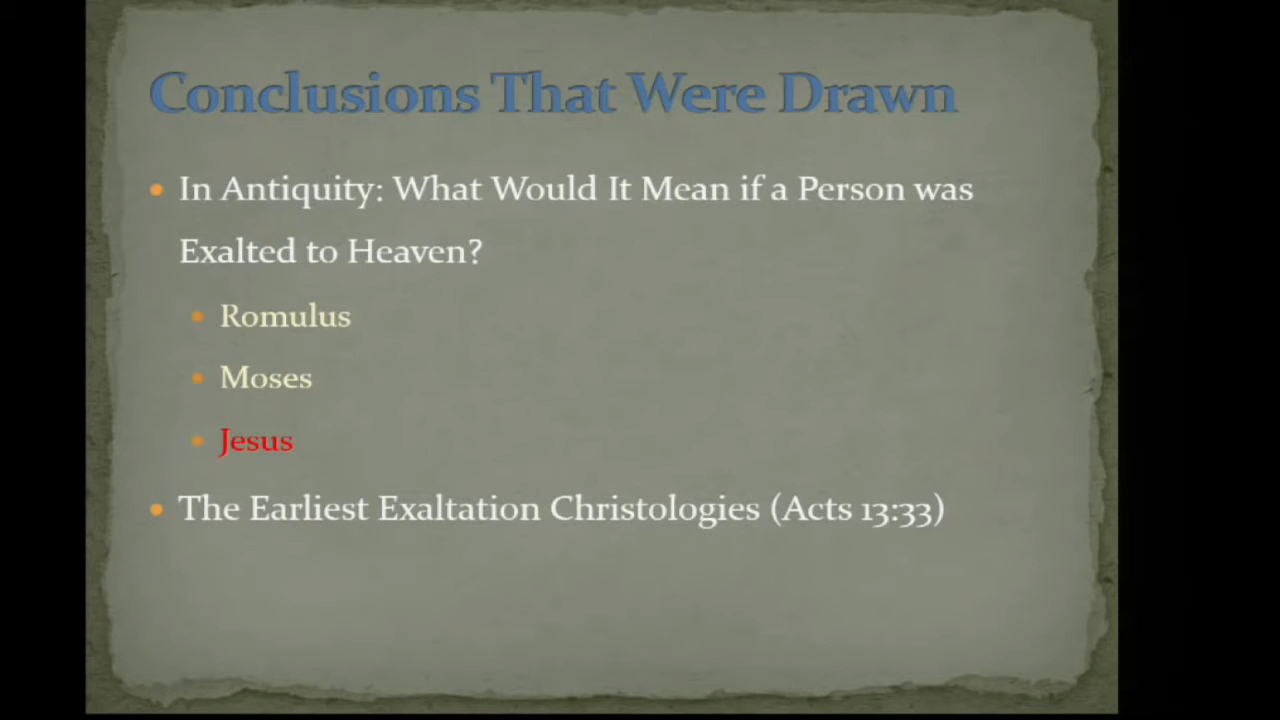 Conclusions That Were Drawn
In Antiquity: What Would It Mean if a Person was
Exalted to Heaven?
Romulus
Moses
Jesus
The Earliest Exaltation Christologies (Acts 13:33)